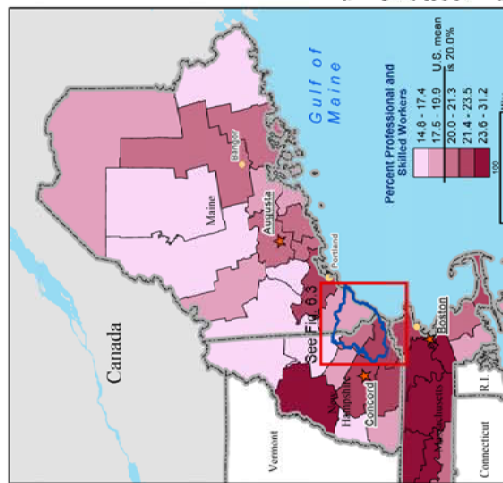 Canada
Gulf of
Maine
Maine
Bangor
Augusta
Portland
See Fig. 6.3
Vermont
New
Hampshire
Concord
Boston
Massachusetts
Connecticut
R.I.
Percent Professional and
Skilled Workers
14.8 - 17.4
17.5 - 19.9
U.S. mean
is 20.0%
20.0 - 21.3
21.4 - 23.5
23.6 - 31.2
100